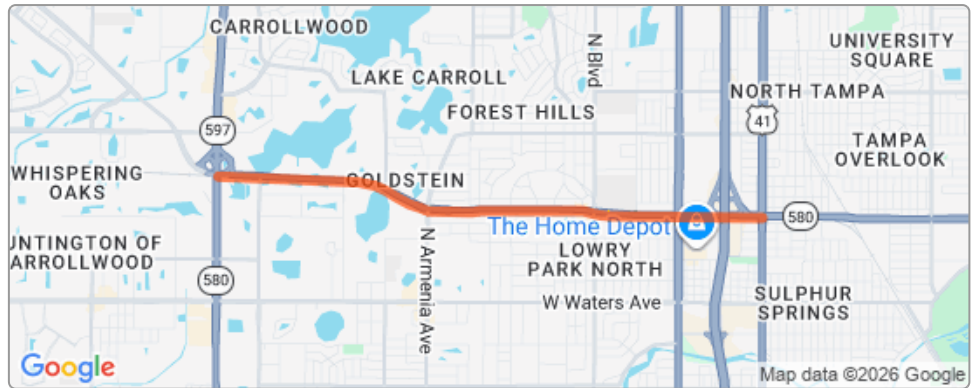 CARROLLWOOD
UNIVERSITY
SQUARE
N Blvd
LAKE CARROLL
NORTH TAMPA
FOREST HILLS
41
597
TAMPA
OVERLOOK
WHISPERING
OAKS
GOLDSTEIN
580
The Home Depot
UNTINGTON OF
ARROLLWOOD
LOWRY
PARK NORTH
N Armenia Ave
580
W Waters Ave
SULPHUR
SPRINGS
Google
Map data ©2026 Google